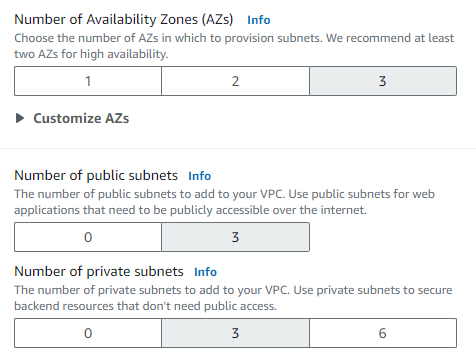 Number of Availability Zones (AZs) Info
Choose the number of AZs in which to provision subnets. We recommend at least
two AZs for high availability.
1 2 3
Customize AZs
Number of public subnets Info
The number of public subnets to add to your VPC. Use public subnets for web
applications that need to be publicly accessible over the internet.
0 3
Number of private subnets Info
The number of private subnets to add to your VPC. Use private subnets to secure
backend resources that don't need public access.
0 3 6